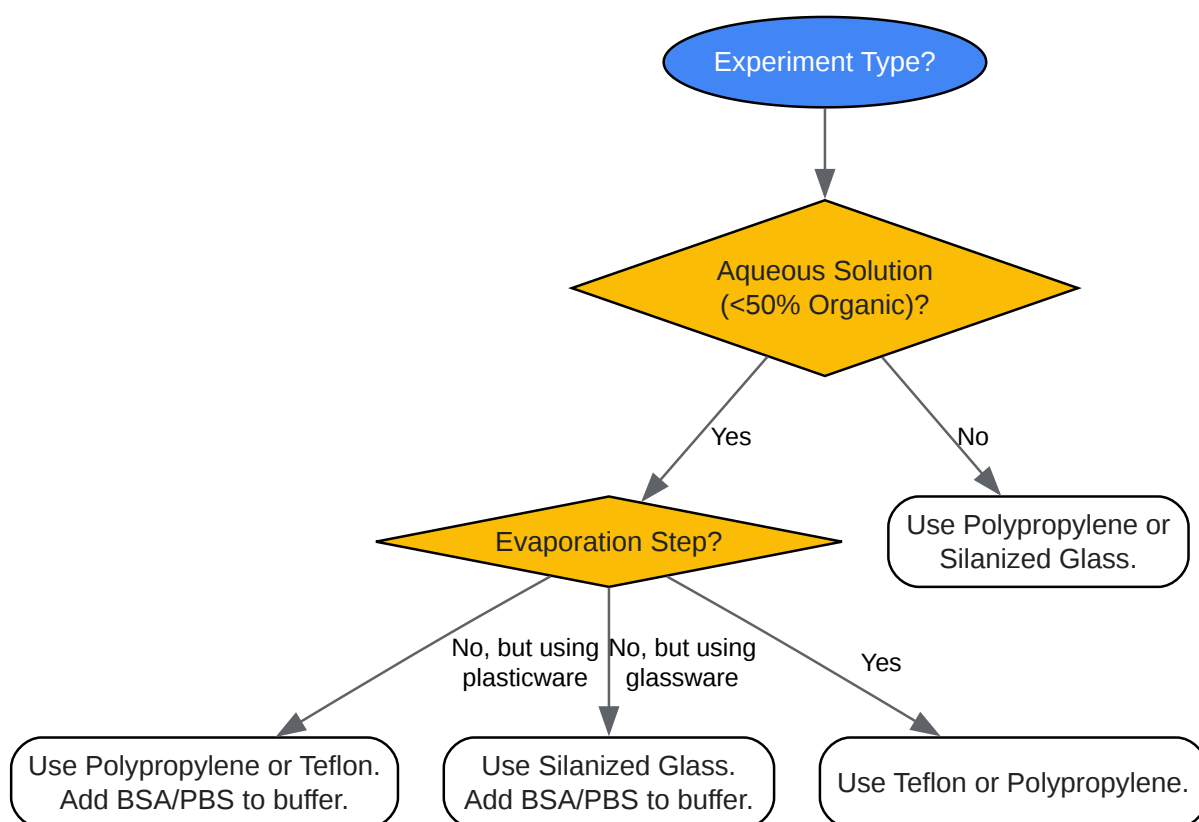 Experiment Type?
Aqueous Solution
(<50% Organic)?
Yes
No
Use Polypropylene or
Silanized Glass.
Evaporation Step?
No, but using
plasticware
No, but using
glassware
Yes
Use Polypropylene or Teflon.
Add BSA/PBS to buffer.
Use Silanized Glass.
Add BSA/PBS to buffer.
Use Teflon or Polypropylene.